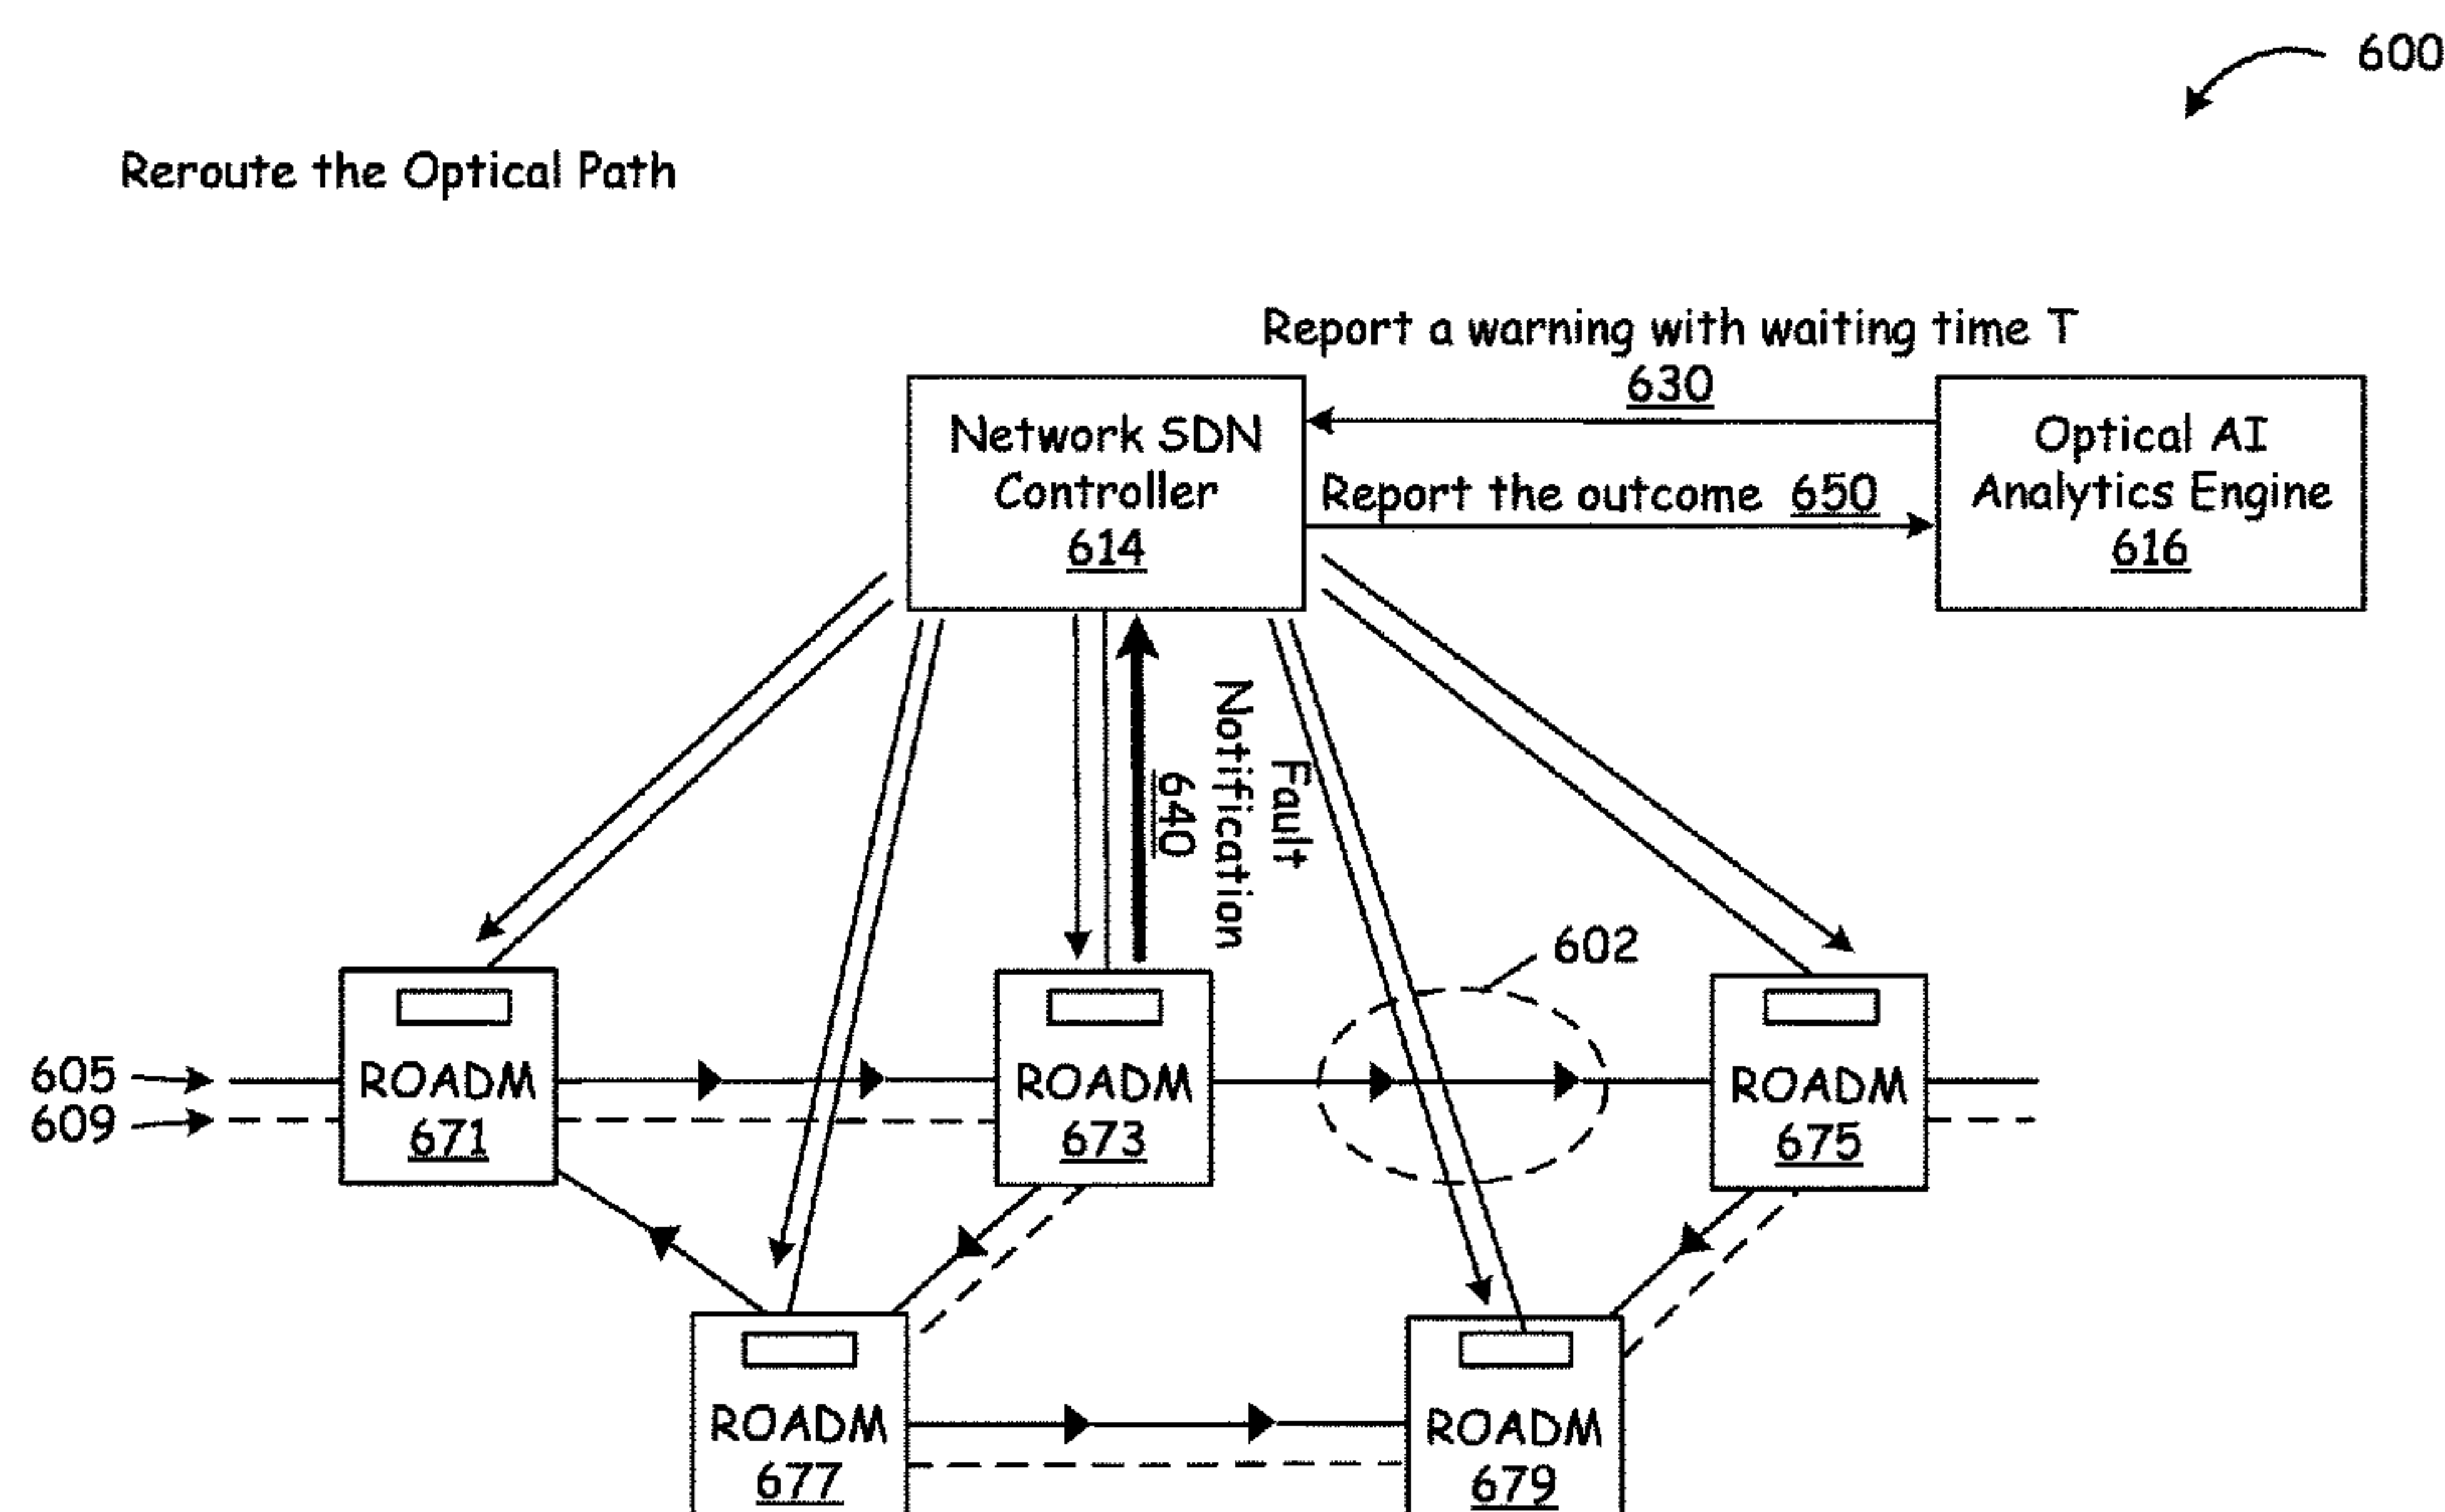 600
Reroute the Optical Path
Report a warning with waiting time T
630
Network SDN
Controller
614
Report the outcome 650
Optical AI
Analytics Engine
616
Fault
Notification
640
602
605
609
ROADM
671
ROADM
673
ROADM
675
ROADM
677
ROADM
679